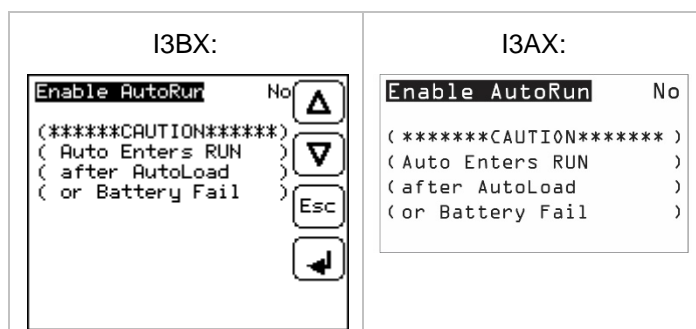 I3BX:
Enable AutoRun No
(******CAUTION******)
( Auto Enters RUN )
( after AutoLoad )
( or Battery Fail )
Esc
I3AX:
Enable AutoRun No
(*******CAUTION******* )
(Auto Enters RUN )
(after AutoLoad )
(or Battery Fail )